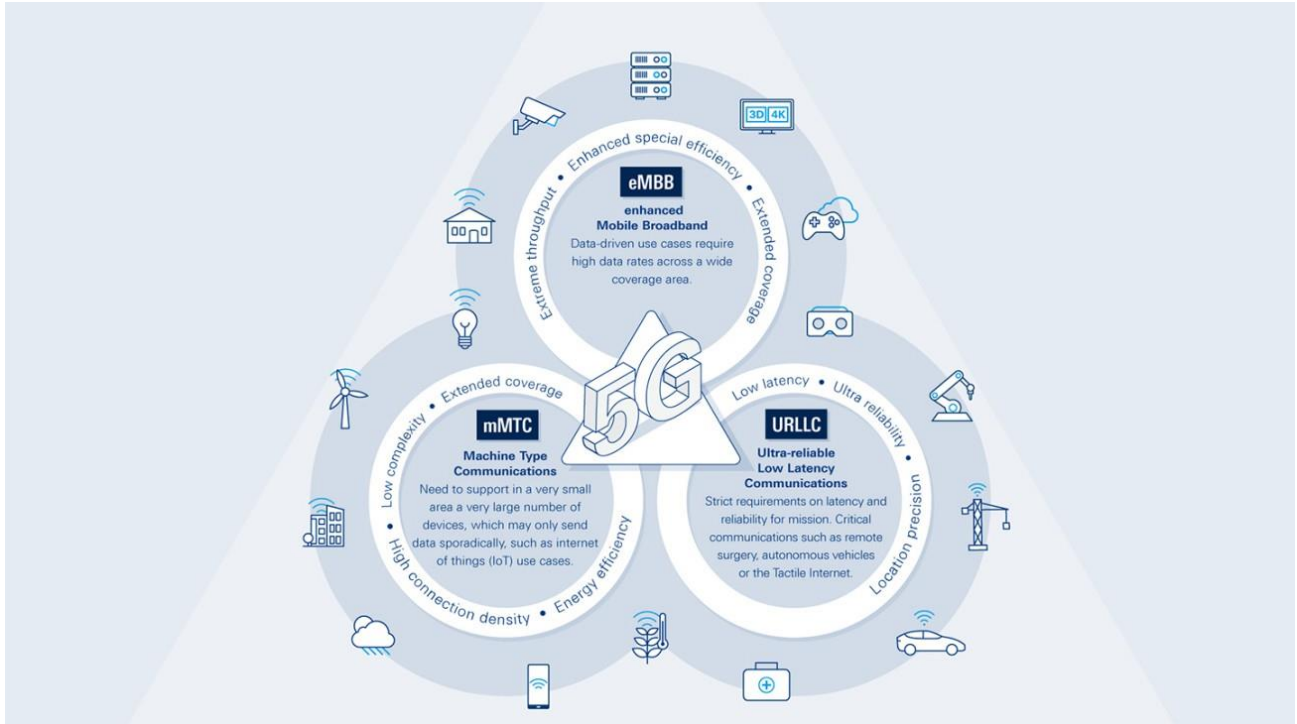 3D 4K
Extreme throughput • Enhanced special efficiency • Extended coverage
eMBB
enhanced
Mobile Broadband
Data-driven use cases require
high data rates across a wide
coverage area.
5G
Low complexity • Extended coverage
mMTC
Machine Type
Communications
Need to support in a very small
area a very large number of
devices, which may only send
data sporadically, such as internet
of things (IoT) use cases.
• High connection density • Energy efficiency
Low latency • Ultra reliability •
URLLC
Ultra-reliable
Low Latency
Communications
Strict requirements on latency and
reliability for mission. Critical
communications such as remote
surgery, autonomous vehicles
or the Tactile Internet.
Location precision